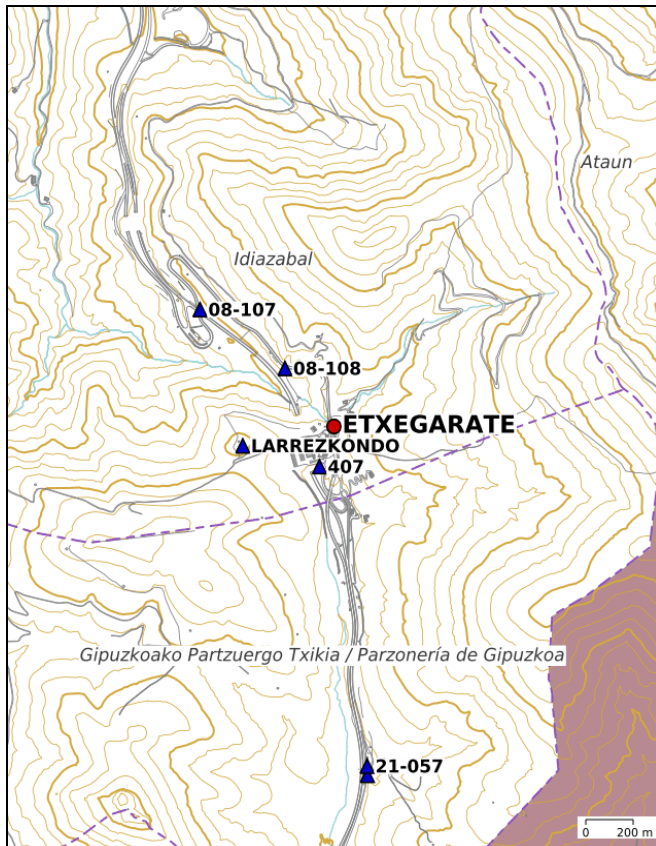 Ataun
Idiazabal
08-107
08-108
ETXEGARATE
LARREZKONDO
407
Gipuzkoako Partzuergo Txikia / Parzonería de Gipuzkoa
21-057
0 200 m